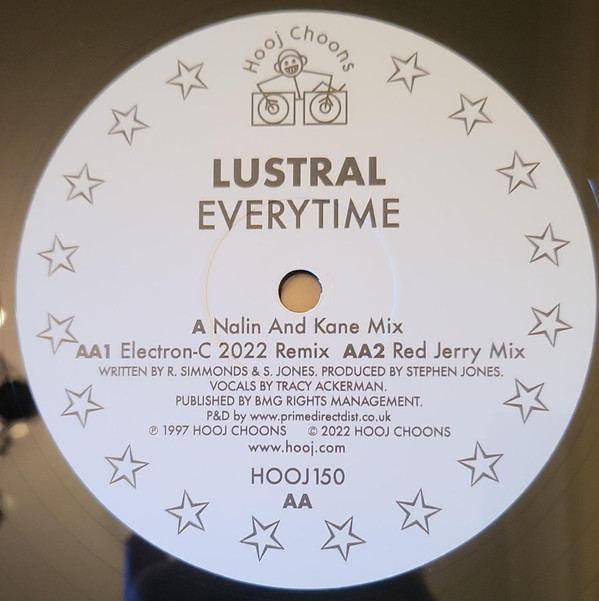 Hooj Choons
LUSTRAL
EVERYTIME
A Nalin And Kane Mix
AA1 Electron-C 2022 Remix AA2 Red Jerry Mix
WRITTEN BY R. SIMMONDS & S. JONES. PRODUCED BY STEPHEN JONES.
VOCALS BY TRACY ACKERMAN.
PUBLISHED BY BMG RIGHTS MANAGEMENT.
P&D by www.primedirectdist.co.uk
℗ 1997 HOOJ CHOONS © 2022 HOOJ CHOONS
www.hooj.com
HOOJ150
AA